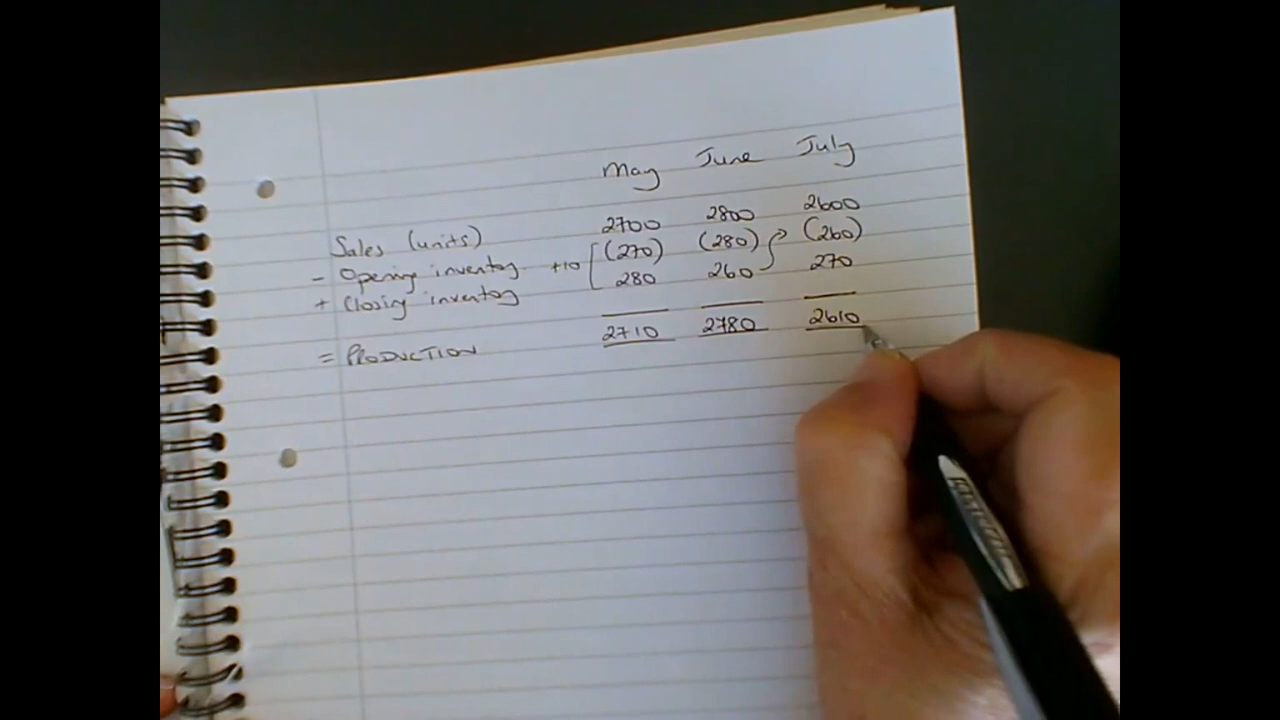 May June July
Sales (units) 2700 2800 2600
- Opening inventory +10 (270) (280) (260)
+ Closing inventory 280 260 270
= PRODUCTION 2710 2780 2610